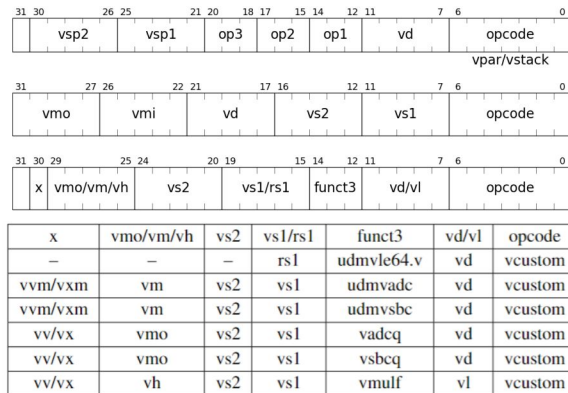 31 30 26 25 21 20 18 17 15 14 12 11 7 6 0
vsp2 vsp1 op3 op2 op1 vd opcode
vpar/vstack
31 27 26 22 21 17 16 12 11 7 6 0
vmo vmi vd vs2 vs1 opcode
31 30 29 25 24 20 19 15 14 12 11 7 6 0
x vmo/vm/vh vs2 vs1/rs1 funct3 vd/vl opcode
x vmo/vm/vh vs2 vs1/rs1 funct3 vd/vl opcode
– – – rs1 udmvle64.v vd vcustom
vvm/vxm vm vs2 vs1 udmvadc vd vcustom
vvm/vxm vm vs2 vs1 udmvsbc vd vcustom
vv/vx vmo vs2 vs1 vadcq vd vcustom
vv/vx vmo vs2 vs1 vsbcq vd vcustom
vv/vx vh vs2 vs1 vmulf vl vcustom